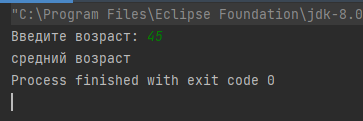 "C:\Program Files\Eclipse Foundation\jdk-8.0
Введите возраст: 45
средний возраст
Process finished with exit code 0